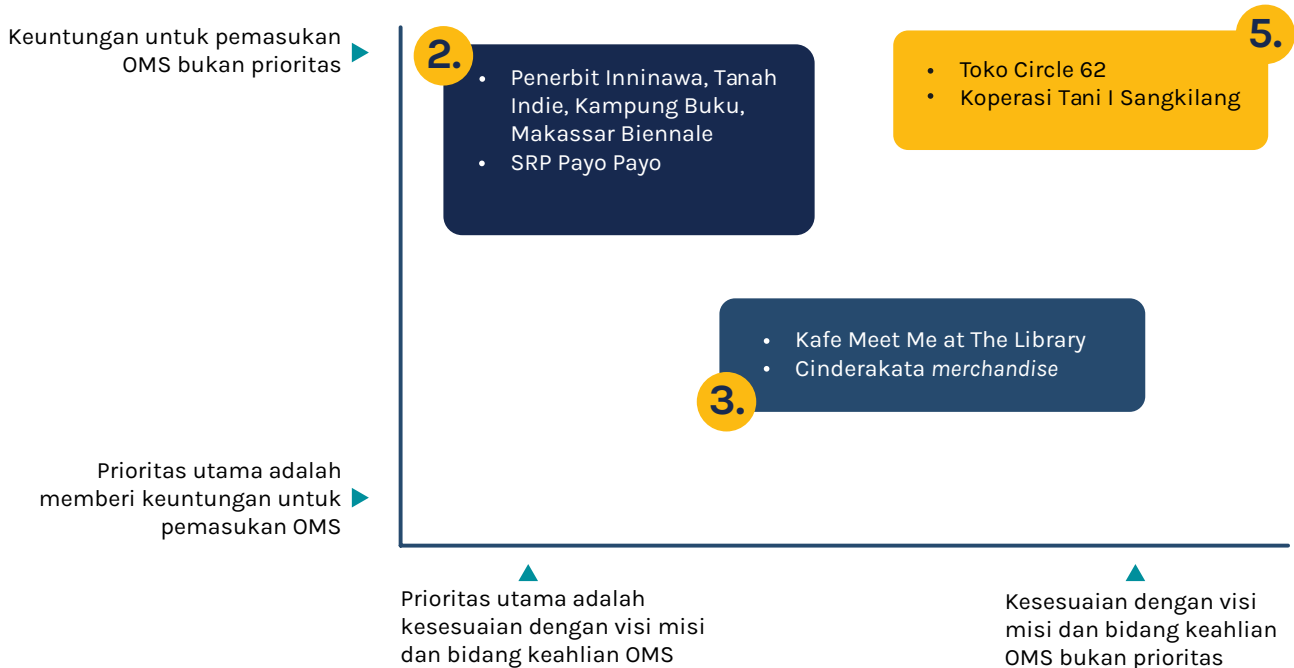 Keuntungan untuk pemasukan
OMS bukan prioritas
2.
• Penerbit Inninawa, Tanah
Indie, Kampung Buku,
Makassar Biennale
• SRP Payo Payo
5.
• Toko Circle 62
• Koperasi Tani I Sangkilang
• Kafe Meet Me at The Library
• Cinderakata merchandise
3.
Prioritas utama adalah
memberi keuntungan untuk
pemasukan OMS
Prioritas utama adalah
kesesuaian dengan visi misi
dan bidang keahlian OMS
Kesesuaian dengan visi
misi dan bidang keahlian
OMS bukan prioritas